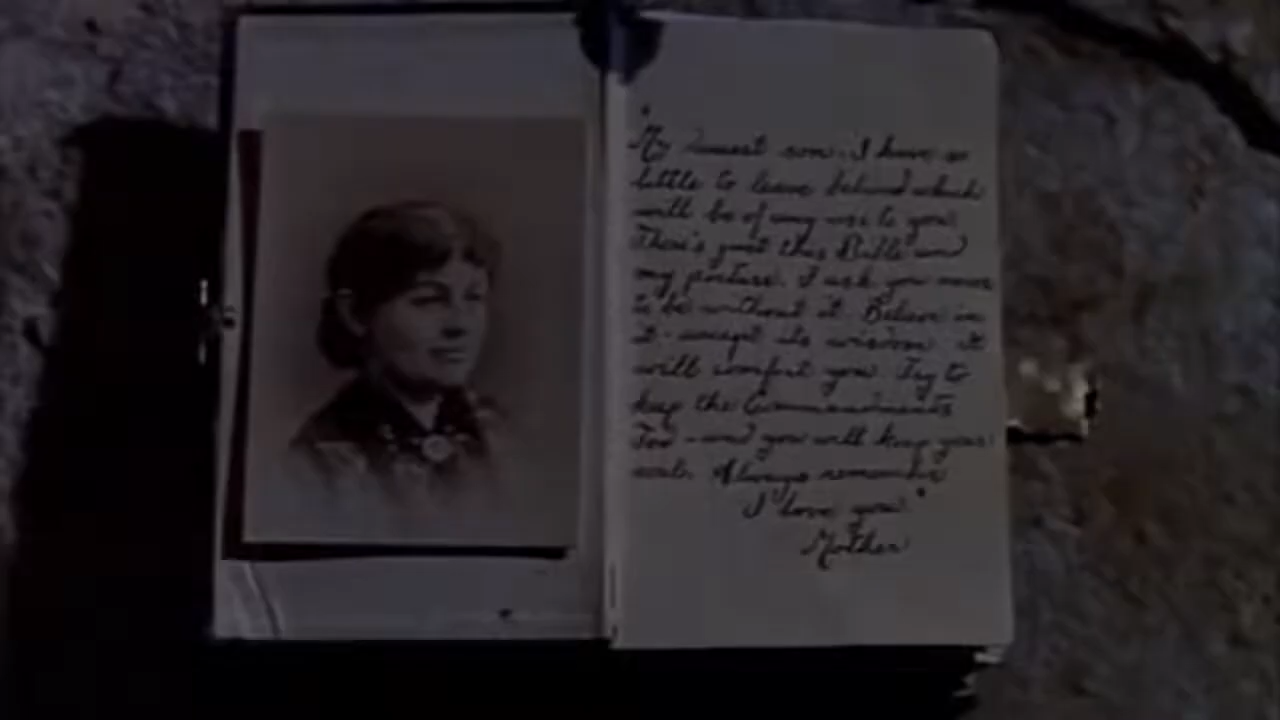 "
My dearest son. I have so
little to leave behind which
will be of any use to you.
There's just this Bible and
my picture. I ask you never
to be without it. Believe in
it - accept its wisdom. It
will comfort you. Try to
keep the Commandments
Tod - and you will keep your
soul. Always remember
I love you."
Mother